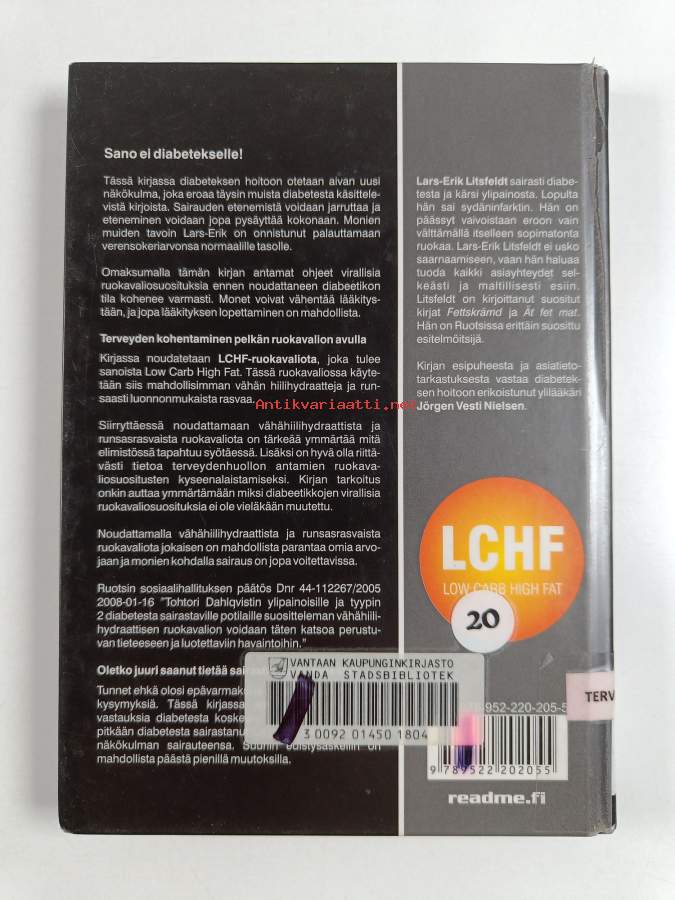 Sano ei diabetekselle!
Tässä kirjassa diabeteksen hoitoon otetaan aivan uusi
näkökulma, joka eroaa täysin muista diabetesta käsittele-
vistä kirjoista. Sairauden etenemistä voidaan jarruttaa ja
eteneminen voidaan jopa pysäyttää kokonaan. Monien
muiden tavoin Lars-Erik on onnistunut palauttamaan
verensokeriarvonsa normaalille tasolle.
Omaksumalla tämän kirjan antamat ohjeet virallisia
ruokavaliosuosituksia ennen noudattaneen diabeetikon
tila kohenee varmasti. Monet voivat vähentää lääkitys-
tään, ja jopa lääkityksen lopettaminen on mahdollista.
Terveyden kohentaminen pelkän ruokavalion avulla
Kirjassa noudatetaan LCHF-ruokavaliota, joka tulee
sanoista Low Carb High Fat. Tässä ruokavaliossa käyte-
tään siis mahdollisimman vähän hiilihydraatteja ja run-
saasti luonnonmukaista rasvaa.
Siirryttäessä noudattamaan vähähiilihydraattista ja
runsasrasvaista ruokavaliota on tärkeää ymmärtää mitä
elimistössä tapahtuu syötäessä. Lisäksi on hyvä olla riittä-
västi tietoa terveydenhuollon antamien ruokava-
liosuositusten kyseenalaistamiseksi. Kirjan tarkoitus
onkin auttaa ymmärtämään miksi diabeetikkojen virallisia
ruokavaliosuosituksia ei ole vieläkään muutettu.
Noudattamalla vähähiilihydraattista ja runsasrasvaista
ruokavaliota jokaisen on mahdollista parantaa omia arvo-
jaan ja monien kohdalla sairaus on jopa voitettavissa.
Ruotsin sosiaalihallituksen päätös Dnr 44-112267/2005
2008-01-16 "Tohtori Dahlqvistin ylipainoisille ja tyypin
2 diabetesta sairastaville potilaille suositteleman vähähiili-
hydraattisen ruokavalion voidaan täten katsoa perustu-
van tieteeseen ja luotettaviin havaintoihin."
Oletko juuri saanut tietää
Tunnet ehkä olosi epävarmaks
kysymyksiä. Tässä kirjassa
vastauksia diabetesta koske
pitkään diabetesta sairastanu
näkökulman sairauteensa.
mahdollista päästä pienillä muutoksilla.
Lars-Erik Litsfeldt sairasti diabe-
testa ja kärsi ylipainosta. Lopulta
hän sai sydäninfarktin. Hän on
päässyt vaivoistaan eroon vain
välttämällä itselleen sopimatonta
ruokaa. Lars-Erik Litsfeldt ei usko
saarnaamiseen, vaan hän haluaa
tuoda kaikki asiayhteydet sel-
keästi ja maltillisesti esiin.
Litsfeldt on kirjoittanut suositut
kirjat Fettskrämd ja Ät fet mat.
Hän on Ruotsissa erittäin suosittu
esitelmöitsijä.
Kirjan esipuheesta ja asiatieto-
tarkastuksesta vastaa diabetek-
sen hoitoon erikoistunut ylilääkäri
Jörgen Vesti Nielsen.
Antikvariaatti.net
LCHF
LOW CARB HIGH FAT
20
VANTAAN KAUPUNGINKIRJASTO
VANDA STADSBIBLIOTEK
3 0092 01450 1804
952-220-205-5
9 789522 202055
TERV
readme.fi